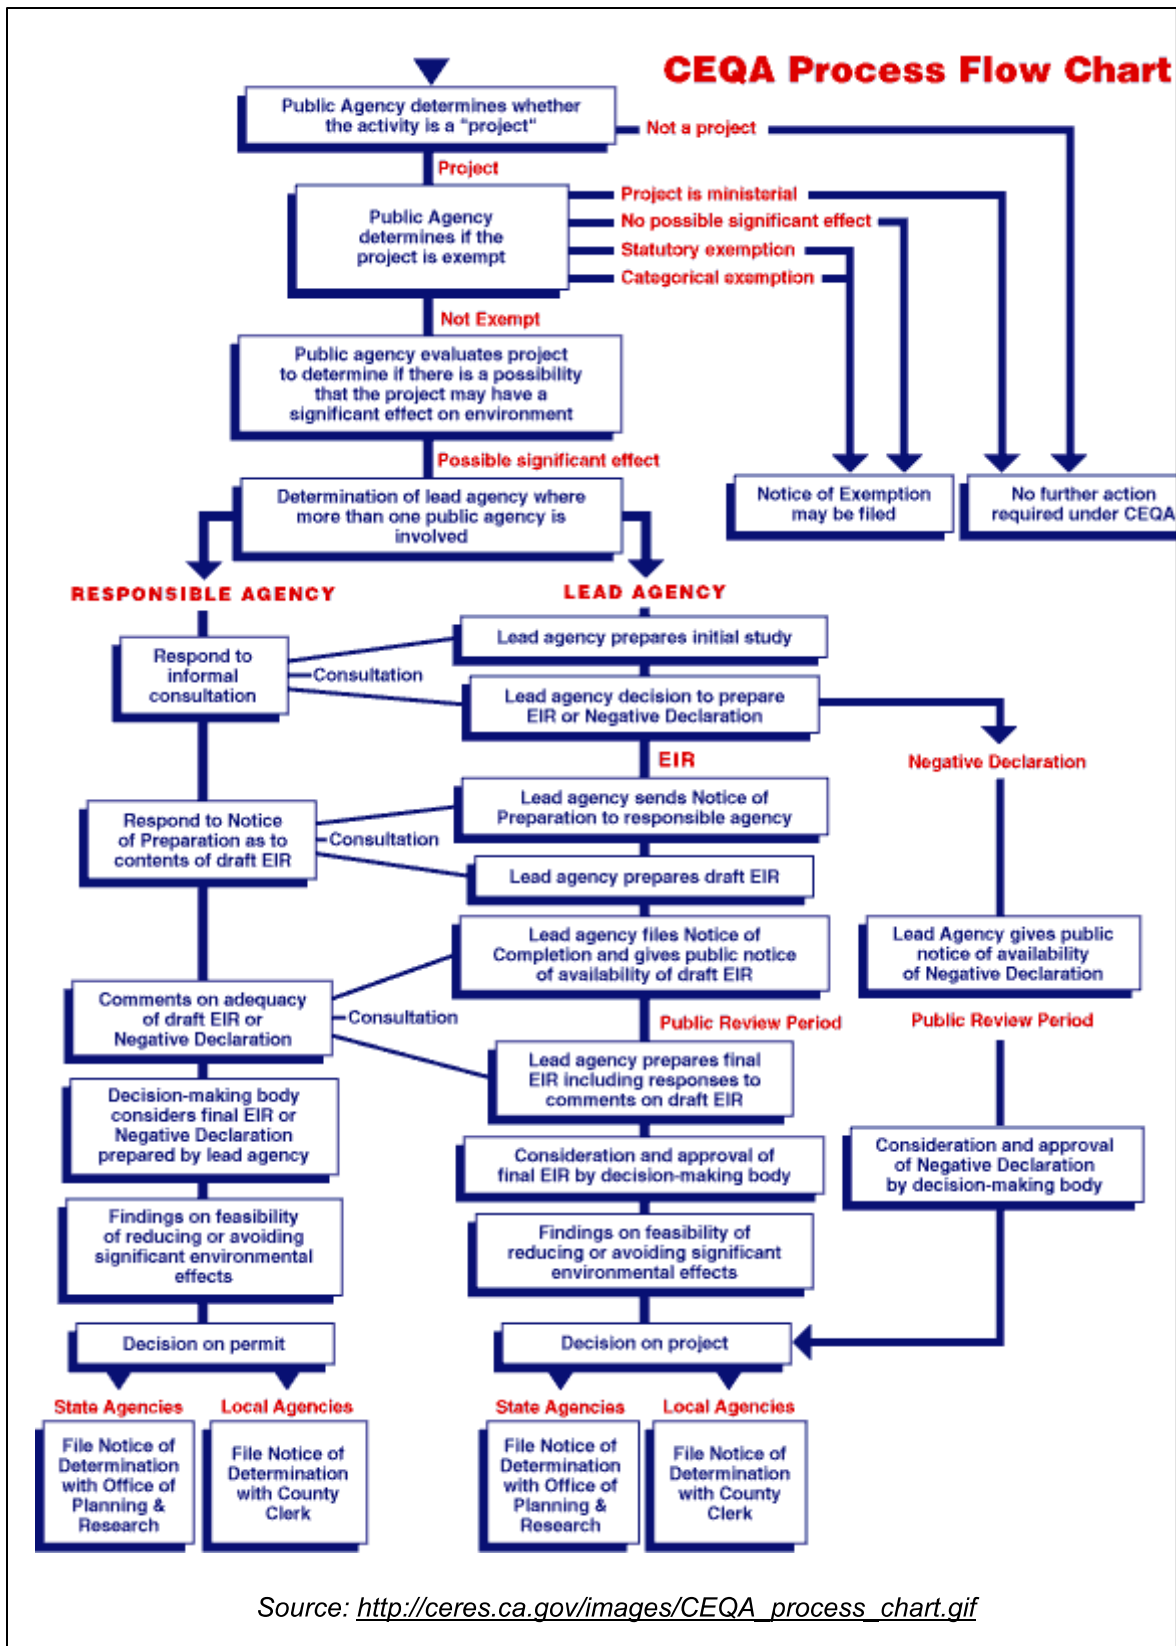 CEQA Process Flow Chart
Public Agency determines whether
the activity is a "project"
Not a project
Project
Public Agency
determines if the
project is exempt
Project is ministerial
No possible significant effect
Statutory exemption
Categorical exemption
Not Exempt
Public agency evaluates project
to determine if there is a possibility
that the project may have a
significant effect on environment
Possible significant effect
Notice of Exemption
may be filed
No further action
required under CEQA
Determination of lead agency where
more than one public agency is
involved
RESPONSIBLE AGENCY
LEAD AGENCY
Respond to
informal
consultation
Consultation
Lead agency prepares initial study
Lead agency decision to prepare
EIR or Negative Declaration
EIR
Negative Declaration
Respond to Notice
of Preparation as to
contents of draft EIR
Consultation
Lead agency sends Notice of
Preparation to responsible agency
Lead agency prepares draft EIR
Lead agency files Notice of
Completion and gives public notice
of availability of draft EIR
Lead Agency gives public
notice of availability
of Negative Declaration
Comments on adequacy
of draft EIR or
Negative Declaration
Consultation
Public Review Period
Public Review Period
Lead agency prepares final
EIR including responses to
comments on draft EIR
Decision-making body
considers final EIR or
Negative Declaration
prepared by lead agency
Consideration and approval of
final EIR by decision-making body
Consideration and approval
of Negative Declaration
by decision-making body
Findings on feasibility
of reducing or avoiding
significant environmental
effects
Findings on feasibility of
reducing or avoiding significant
environmental effects
Decision on permit
Decision on project
State Agencies
Local Agencies
State Agencies
Local Agencies
File Notice of
Determination
with Office of
Planning &
Research
File Notice of
Determination
with County
Clerk
File Notice of
Determination
with Office of
Planning &
Research
File Notice of
Determination
with County
Clerk
Source: http://ceres.ca.gov/images/CEQA_process_chart.gif